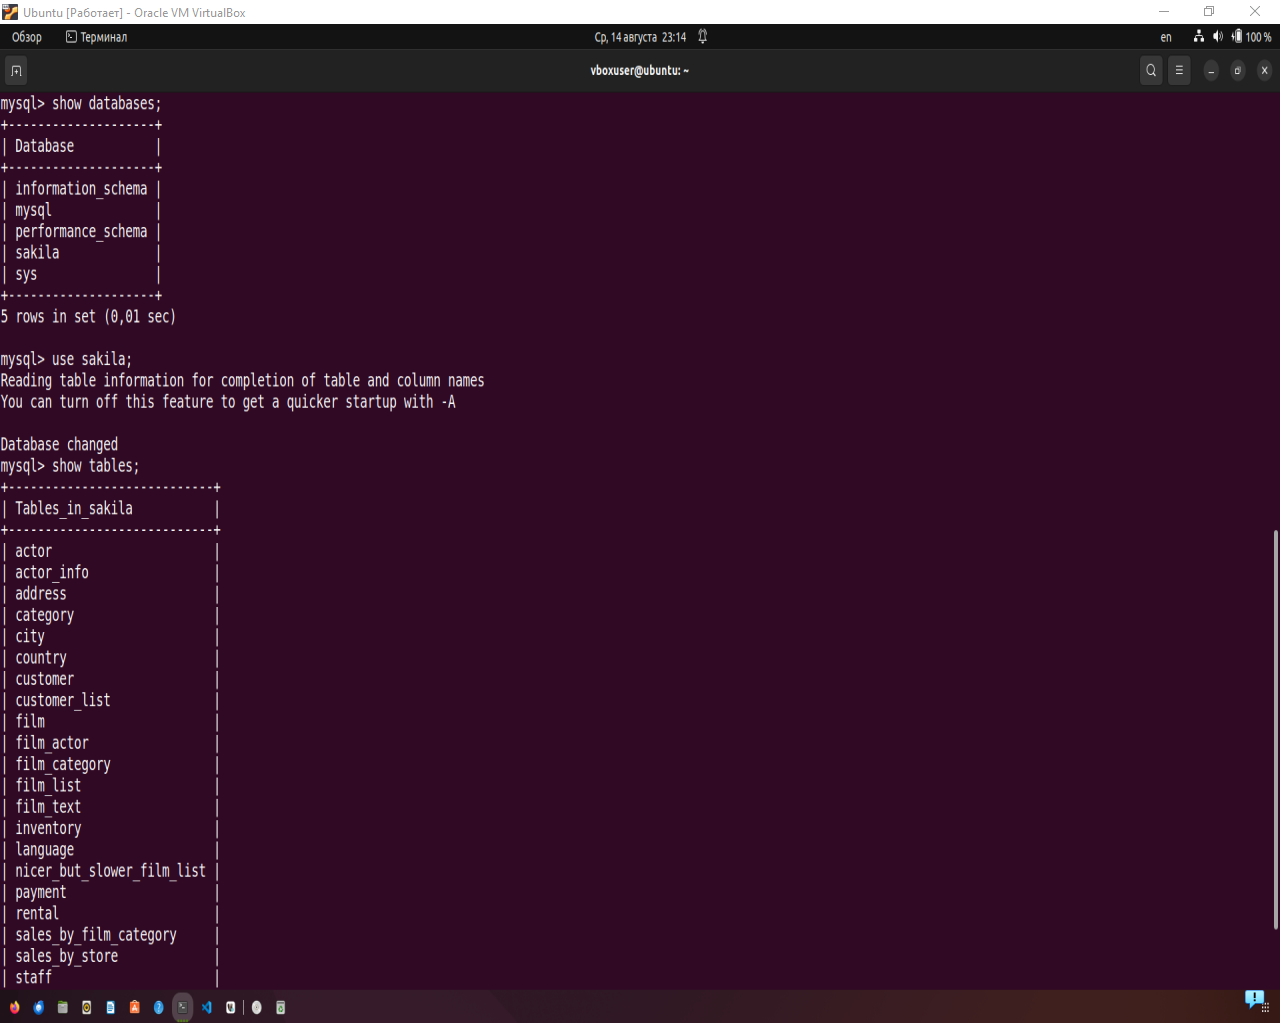 Ubuntu [Работает] - Oracle VM VirtualBox
Обзор Терминал Ср, 14 августа 23:14 en 100 %
vboxuser@ubuntu: ~
mysql> show databases;
+--------------------+
| Database           |
+--------------------+
| information_schema |
| mysql              |
| performance_schema |
| sakila             |
| sys                |
+--------------------+
5 rows in set (0,01 sec)
mysql> use sakila;
Reading table information for completion of table and column names
You can turn off this feature to get a quicker startup with -A
Database changed
mysql> show tables;
+----------------------------+
| Tables_in_sakila           |
+----------------------------+
| actor                      |
| actor_info                 |
| address                    |
| category                   |
| city                       |
| country                    |
| customer                   |
| customer_list              |
| film                       |
| film_actor                 |
| film_category              |
| film_list                  |
| film_text                  |
| inventory                  |
| language                   |
| nicer_but_slower_film_list |
| payment                    |
| rental                     |
| sales_by_film_category     |
| sales_by_store             |
| staff                      |